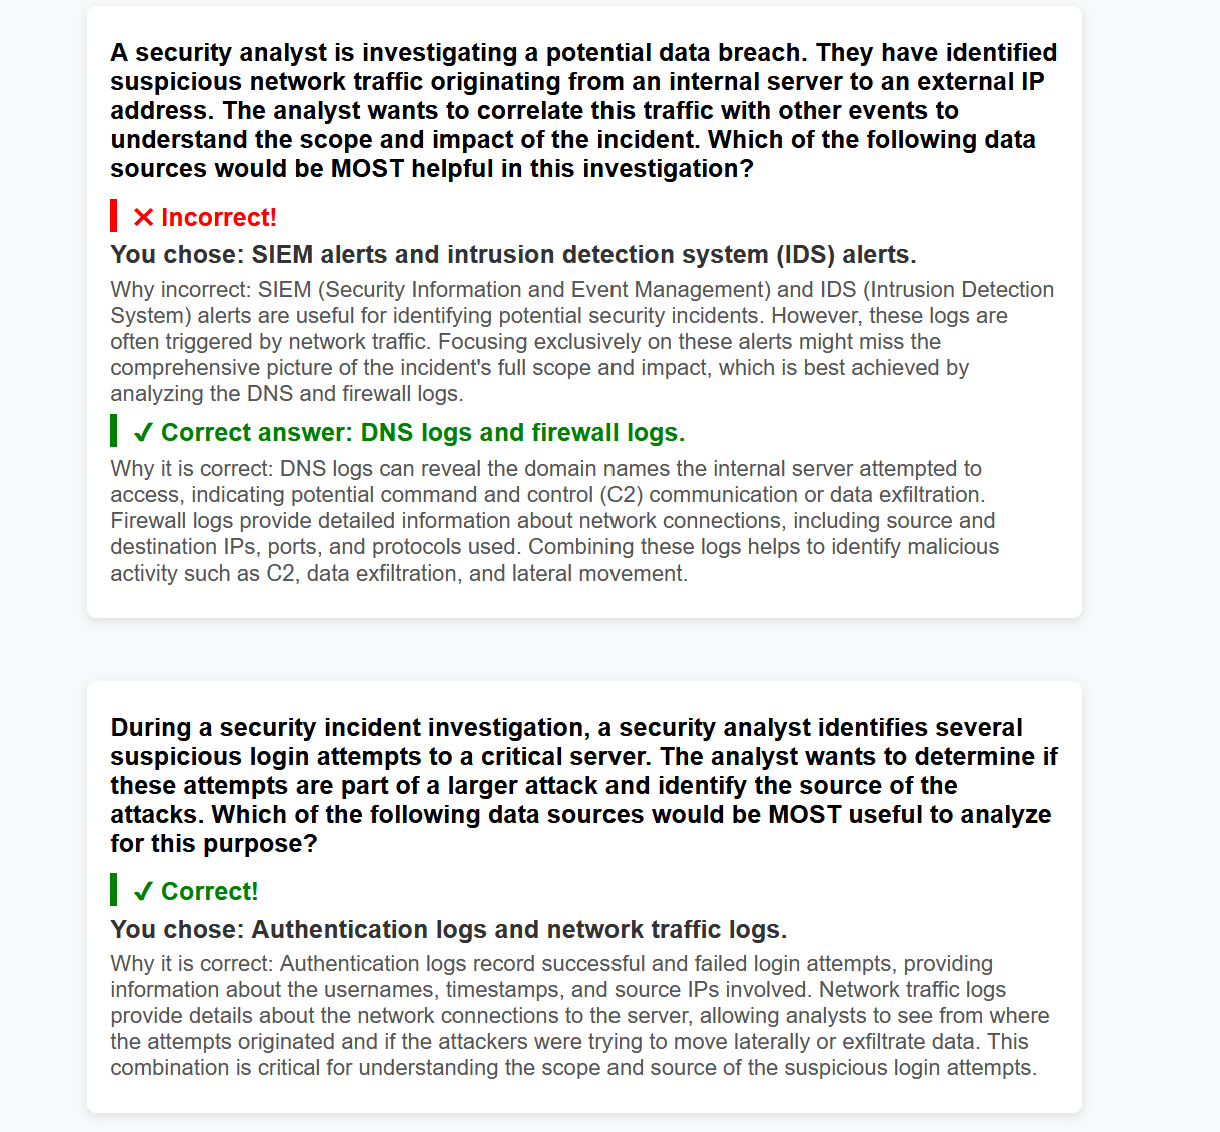 A security analyst is investigating a potential data breach. They have identified
suspicious network traffic originating from an internal server to an external IP
address. The analyst wants to correlate this traffic with other events to
understand the scope and impact of the incident. Which of the following data
sources would be MOST helpful in this investigation?
❌ Incorrect!
You chose: SIEM alerts and intrusion detection system (IDS) alerts.
Why incorrect: SIEM (Security Information and Event Management) and IDS (Intrusion Detection
System) alerts are useful for identifying potential security incidents. However, these logs are
often triggered by network traffic. Focusing exclusively on these alerts might miss the
comprehensive picture of the incident's full scope and impact, which is best achieved by
analyzing the DNS and firewall logs.
✔ Correct answer: DNS logs and firewall logs.
Why it is correct: DNS logs can reveal the domain names the internal server attempted to
access, indicating potential command and control (C2) communication or data exfiltration.
Firewall logs provide detailed information about network connections, including source and
destination IPs, ports, and protocols used. Combining these logs helps to identify malicious
activity such as C2, data exfiltration, and lateral movement.
During a security incident investigation, a security analyst identifies several
suspicious login attempts to a critical server. The analyst wants to determine if
these attempts are part of a larger attack and identify the source of the
attacks. Which of the following data sources would be MOST useful to analyze
for this purpose?
✔ Correct!
You chose: Authentication logs and network traffic logs.
Why it is correct: Authentication logs record successful and failed login attempts, providing
information about the usernames, timestamps, and source IPs involved. Network traffic logs
provide details about the network connections to the server, allowing analysts to see from where
the attempts originated and if the attackers were trying to move laterally or exfiltrate data. This
combination is critical for understanding the scope and source of the suspicious login attempts.